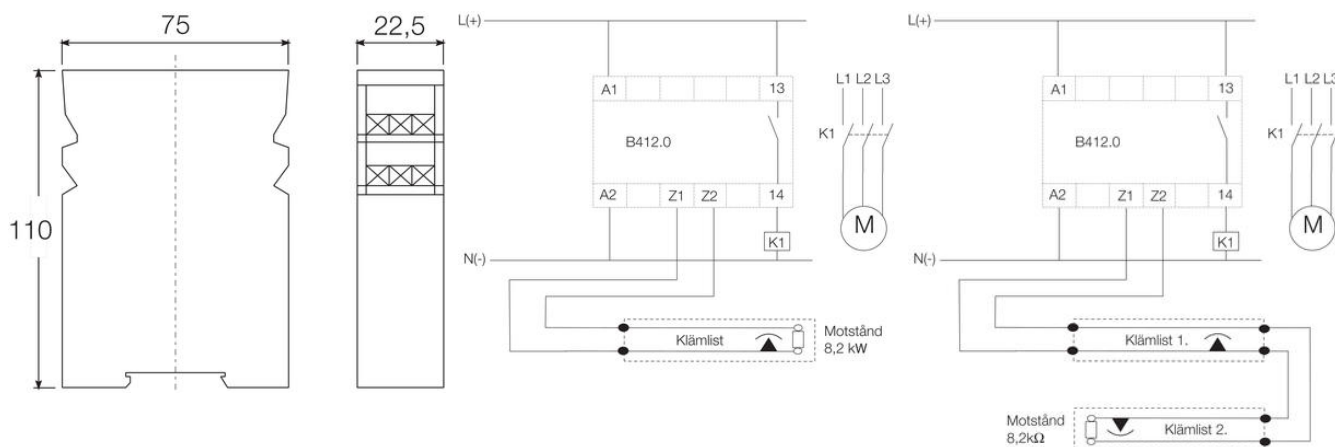 75
22,5
110
L(+)
A1
13
B412.0
A2
Z1
Z2
14
K1
N(-)
L1 L2 L3
K1
M
Klämlist
Motstånd
8,2 kW
L(+)
A1
13
B412.0
A2
Z1
Z2
14
K1
N(-)
L1 L2 L3
K1
M
Klämlist 1.
Motstånd
8,2kΩ
Klämlist 2.